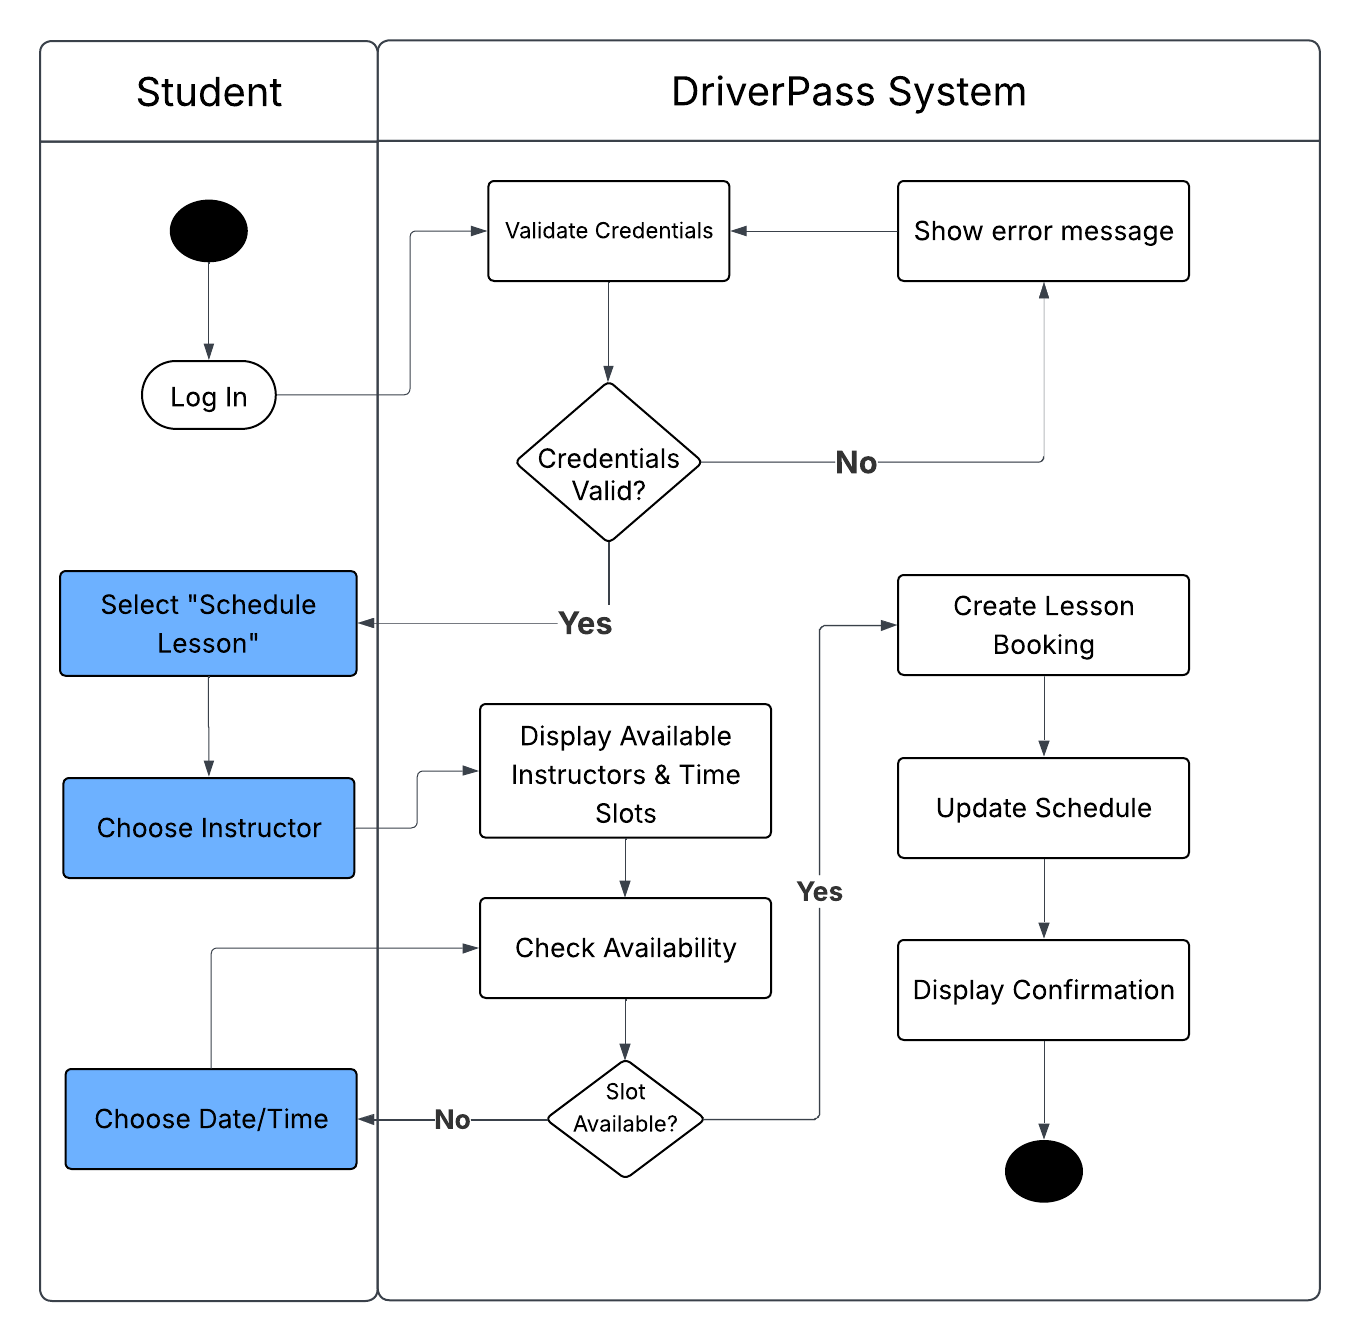 Student
DriverPass System
Validate Credentials
Show error message
Log In
Credentials
Valid?
No
Select "Schedule
Lesson"
Yes
Create Lesson
Booking
Display Available
Instructors & Time
Slots
Choose Instructor
Update Schedule
Yes
Check Availability
Display Confirmation
Choose Date/Time
No
Slot
Available?